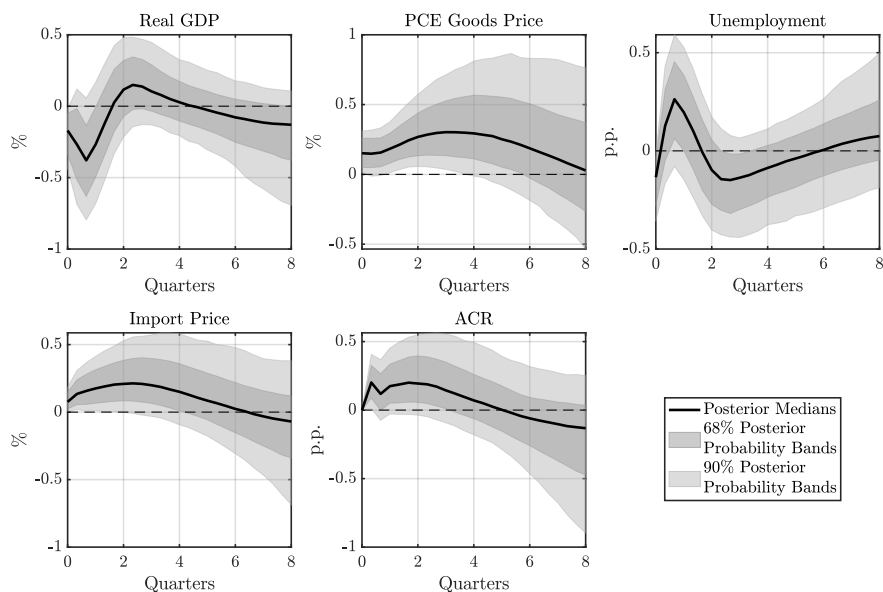 Real GDP
0.5
0
-0.5
-1
%
0 2 4 6 8
Quarters
PCE Goods Price
1
0.5
0
-0.5
%
0 2 4 6 8
Quarters
Unemployment
0.5
0
-0.5
p.p.
0 2 4 6 8
Quarters
Import Price
0.5
0
-0.5
-1
%
0 2 4 6 8
Quarters
ACR
0.5
0
-0.5
-1
p.p.
0 2 4 6 8
Quarters
Posterior Medians
68% Posterior
Probability Bands
90% Posterior
Probability Bands